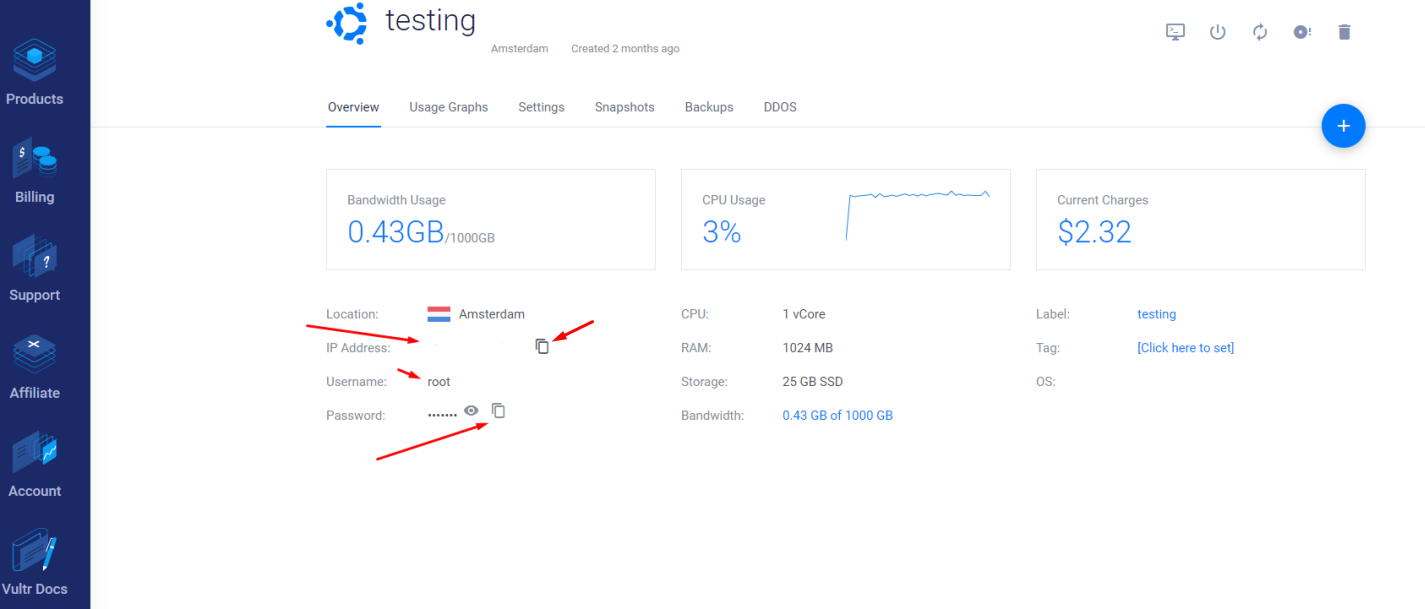 testing
Amsterdam Created 2 months ago
Products
Overview Usage Graphs Settings Snapshots Backups DDOS
+
$
Billing
Bandwidth Usage
0.43GB/1000GB
CPU Usage
3%
Current Charges
$2.32
?
Support
Location: Amsterdam
IP Address:
Username: root
Password: •••••••
CPU: 1 vCore
RAM: 1024 MB
Storage: 25 GB SSD
Bandwidth: 0.43 GB of 1000 GB
Label: testing
Tag: [Click here to set]
OS:
Affiliate
Account
Vultr Docs